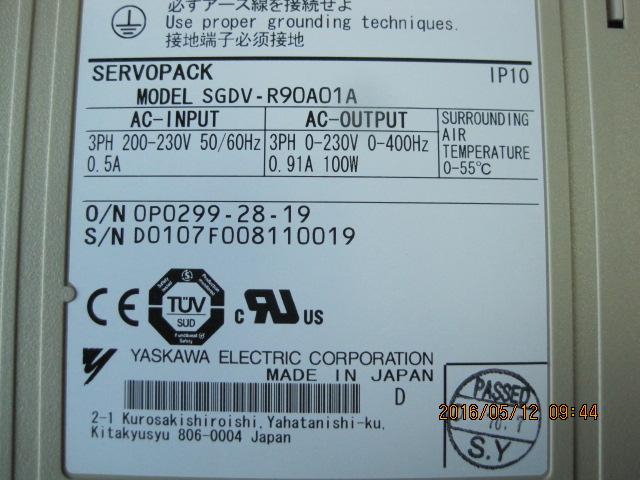 必ずアース線を接続せよ
Use proper grounding techniques.
接地端子必须接地
SERVOPACK IP10
MODEL SGDV-R90A01A
AC-INPUT AC-OUTPUT SURROUNDING
AIR
TEMPERATURE
0-55℃
3PH 200-230V 50/60Hz 3PH 0-230V 0-400Hz
0.5A 0.91A 100W
O/N 0P0299-28-19
S/N D0107F008110019
CE TÜV SÜD c RU US
Functional Safety
YASKAWA ELECTRIC CORPORATION
MADE IN JAPAN D
2-1 Kurosakishiroishi, Yahatanishi-ku,
Kitakyusyu 806-0004 Japan
PASSED
2016/05/12 09:44
S.Y